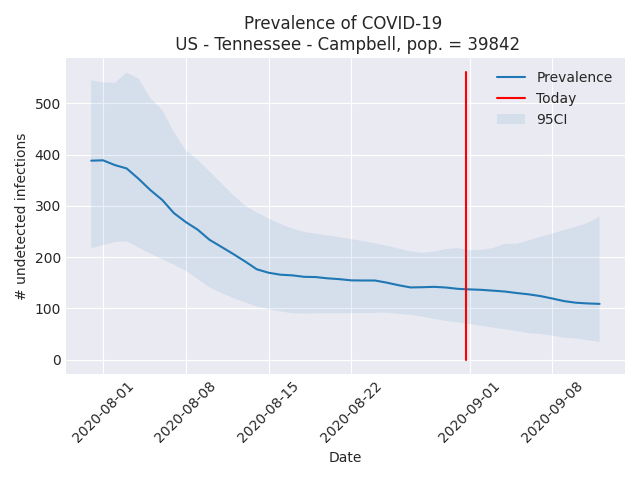 Prevalence of COVID-19
US - Tennessee - Campbell, pop. = 39842
Prevalence
Today
95CI
# undetected infections
500
400
300
200
100
0
2020-08-01
2020-08-08
2020-08-15
2020-08-22
2020-09-01
2020-09-08
Date